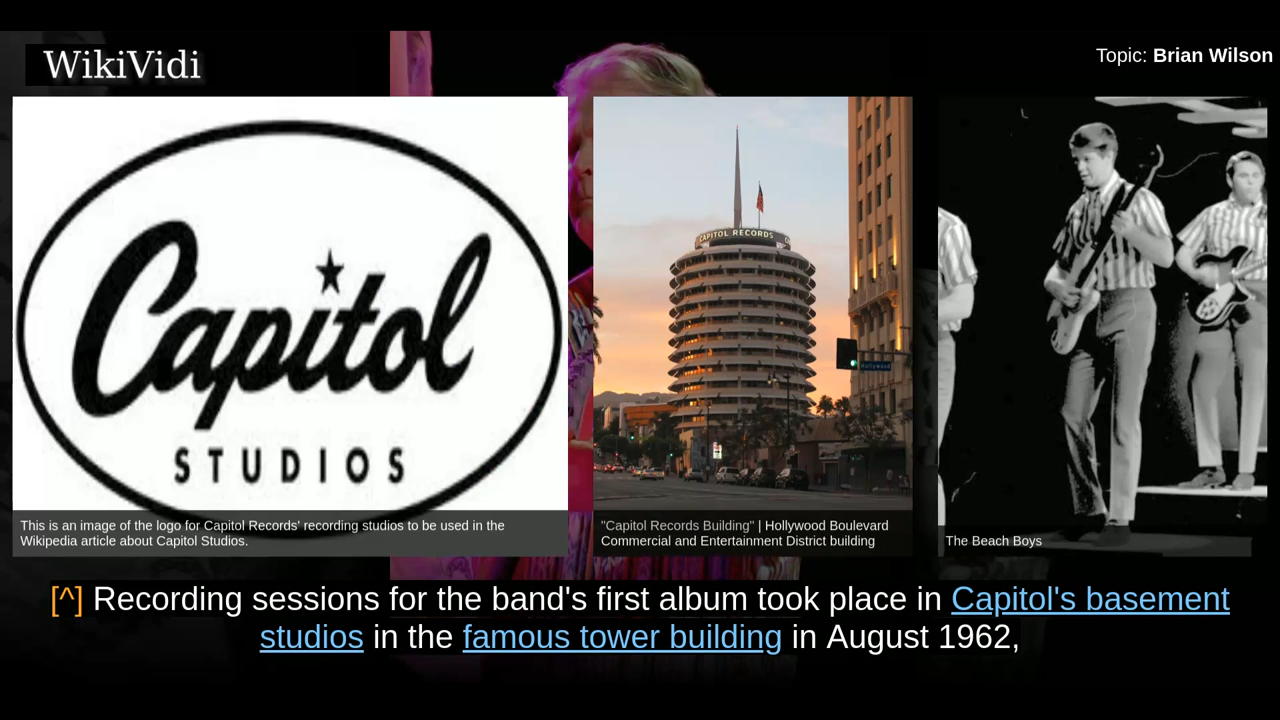 WikiVidi
Topic: Brian Wilson
Capitol
STUDIOS
This is an image of the logo for Capitol Records' recording studios to be used in the
Wikipedia article about Capitol Studios.
CAPITOL RECORDS
Hollywood
"Capitol Records Building" | Hollywood Boulevard
Commercial and Entertainment District building
The Beach Boys
[^] Recording sessions for the band's first album took place in Capitol's basement
studios in the famous tower building in August 1962,